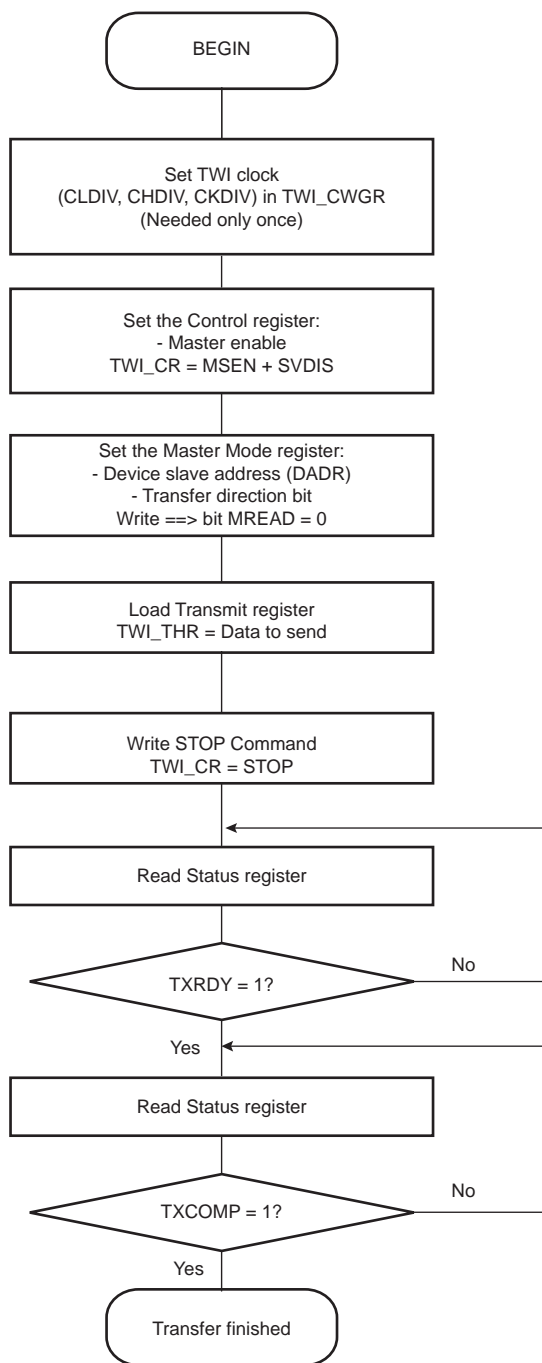 BEGIN
Set TWI clock
(CLDIV, CHDIV, CKDIV) in TWI_CWGR
(Needed only once)
Set the Control register:
- Master enable
TWI_CR = MSEN + SVDIS
Set the Master Mode register:
- Device slave address (DADR)
- Transfer direction bit
Write ==> bit MREAD = 0
Load Transmit register
TWI_THR = Data to send
Write STOP Command
TWI_CR = STOP
Read Status register
TXRDY = 1?
No
Yes
Read Status register
TXCOMP = 1?
No
Yes
Transfer finished